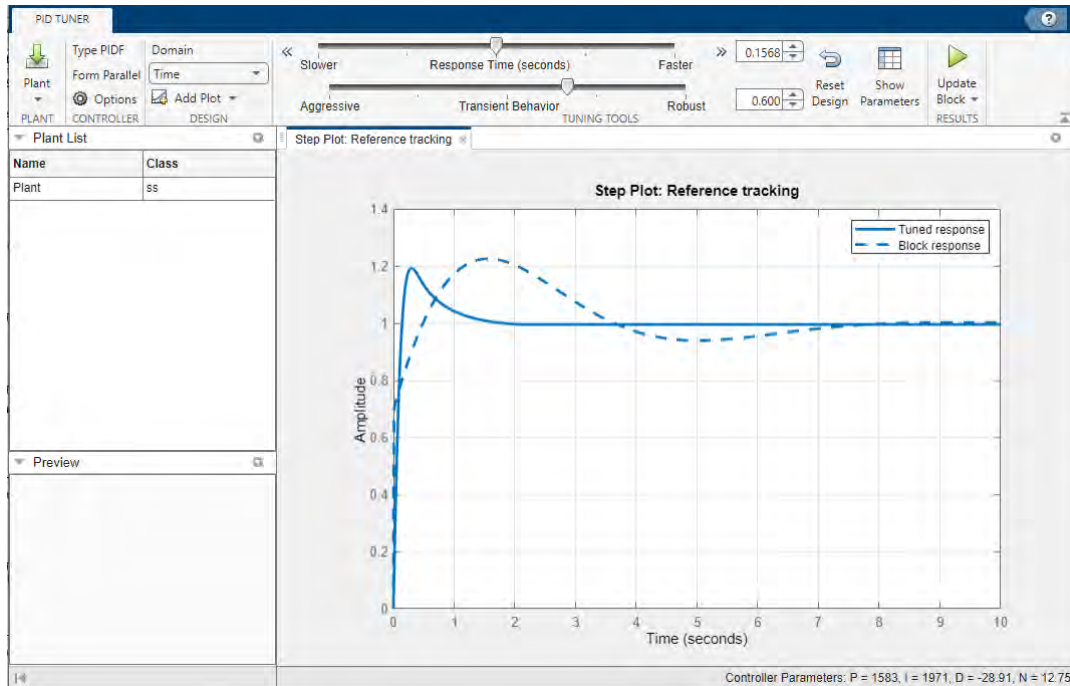 PID TUNER
?
Plant
PLANT
Type PIDF
Form Parallel
Options
CONTROLLER
Domain
Time
Add Plot
DESIGN
«
Slower
Response Time (seconds)
Faster
»
0.1568
Aggressive
Transient Behavior
Robust
0.600
Reset Design
Show Parameters
TUNING TOOLS
Update Block
RESULTS
Plant List
Name Class
Plant ss
Preview
Step Plot: Reference tracking
Step Plot: Reference tracking
Tuned response
Block response
Amplitude
1.4
1.2
1
0.8
0.6
0.4
0.2
0
0 1 2 3 4 5 6 7 8 9 10
Time (seconds)
Controller Parameters: P = 1583, I = 1971, D = -28.91, N = 12.75